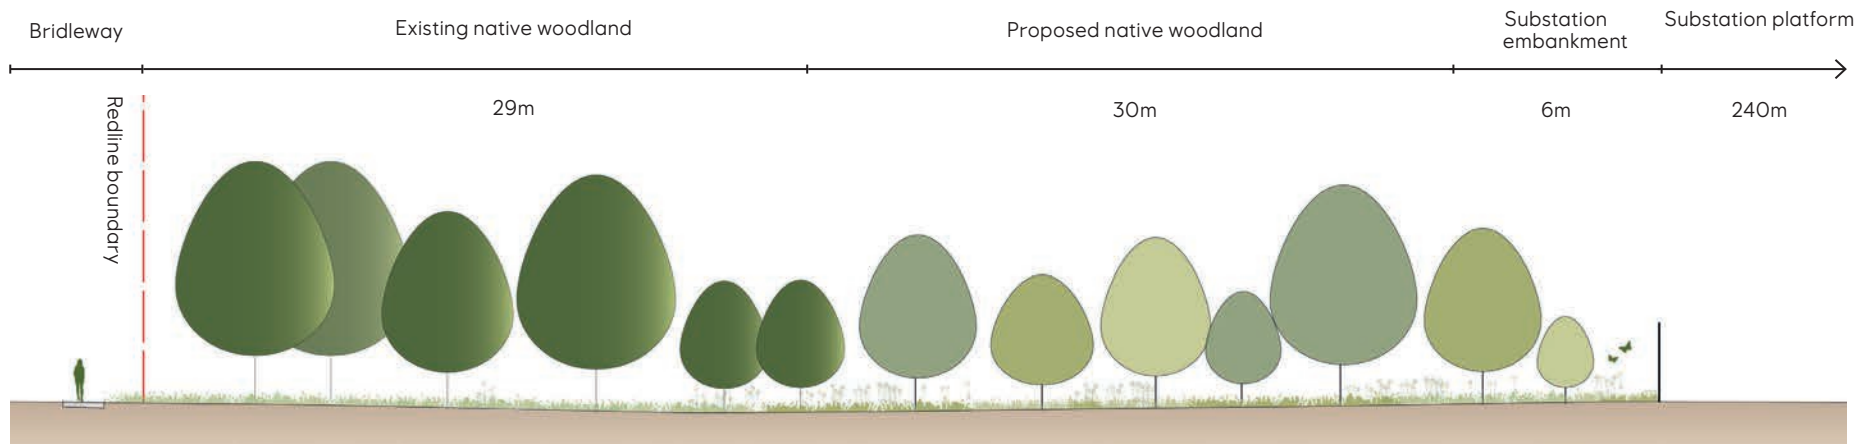 Bridleway
Existing native woodland
Proposed native woodland
Substation
embankment
Substation platform
Redline boundary
29m
30m
6m
240m